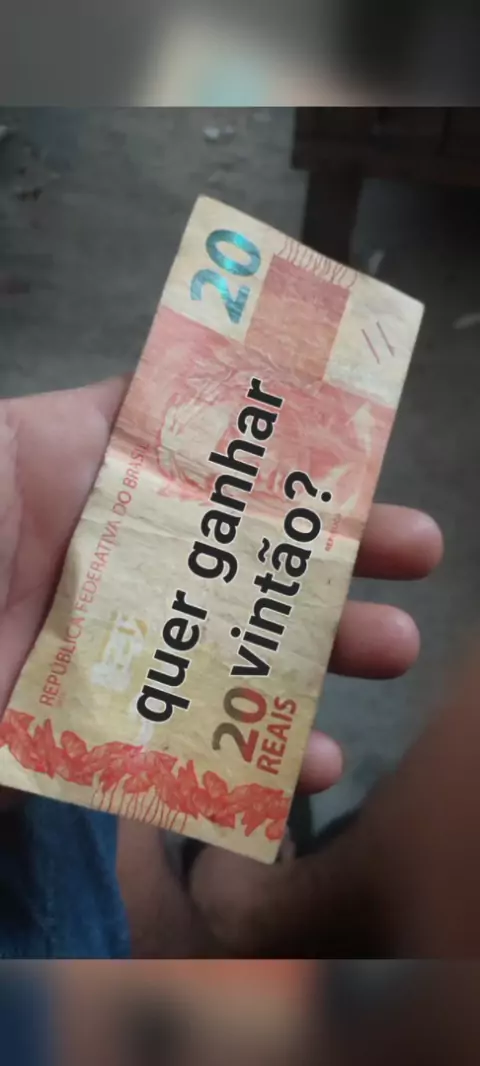 20
REPÚBLICA FEDERATIVA DO BRASIL
quer ganhar
vintão?
20
REAIS